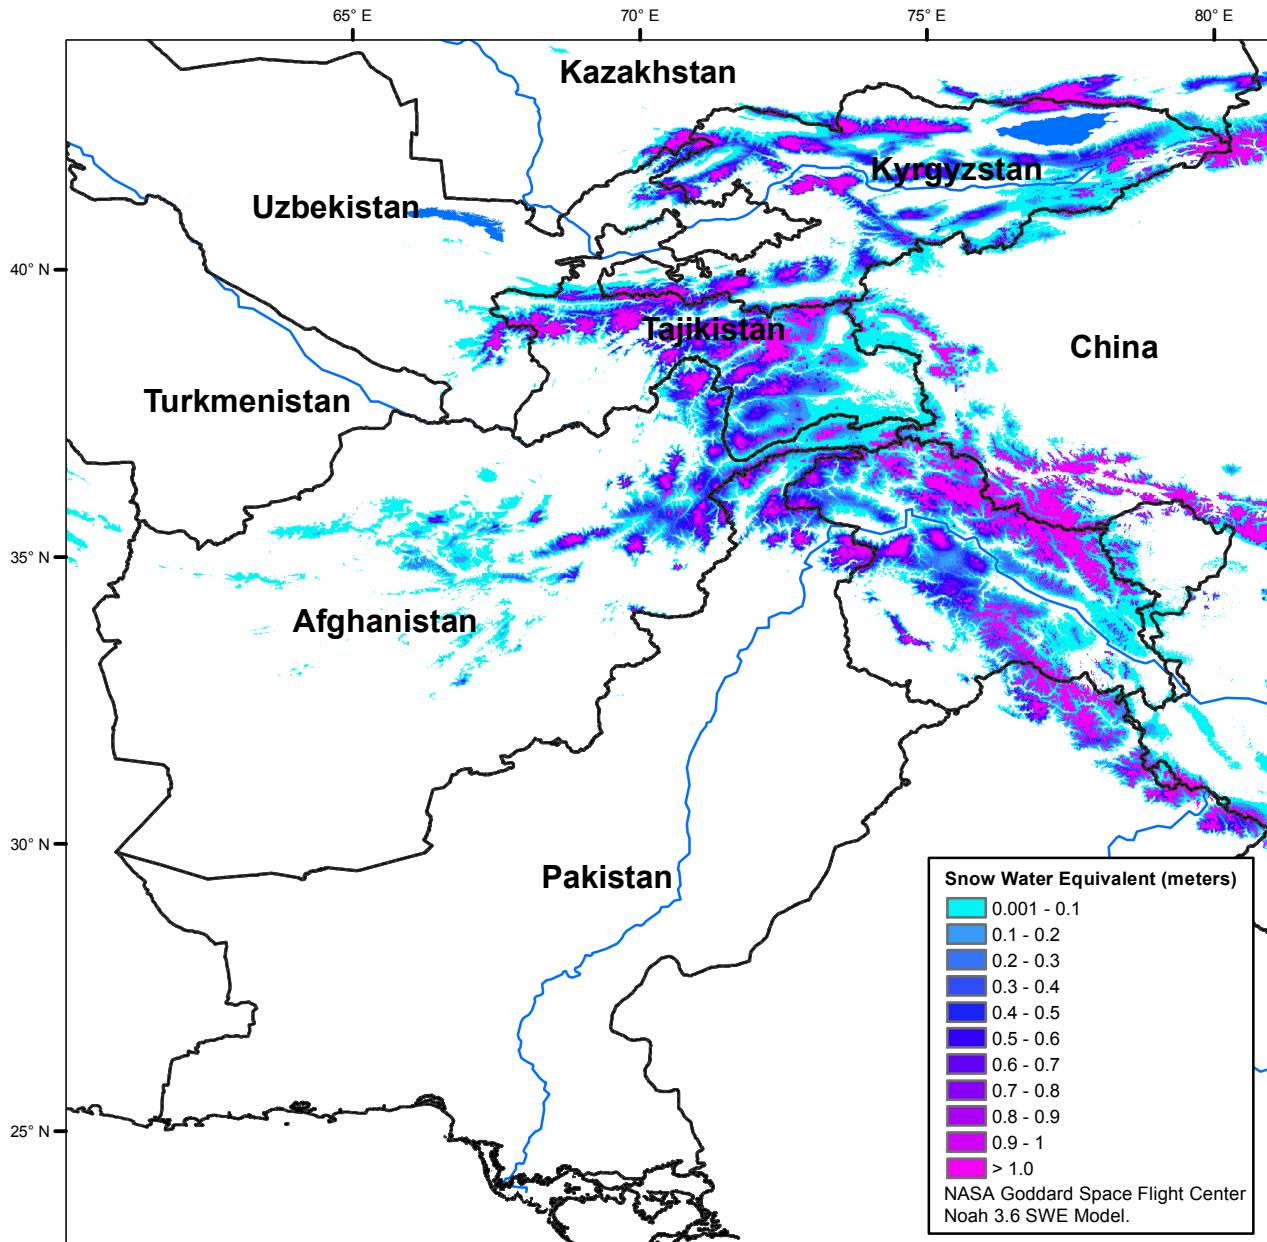 65° E
70° E
75° E
80° E
Kazakhstan
Kyrgyzstan
Uzbekistan
40° N
Tajikistan
China
Turkmenistan
35° N
Afghanistan
30° N
Pakistan
25° N
Snow Water Equivalent (meters)
0.001 - 0.1
0.1 - 0.2
0.2 - 0.3
0.3 - 0.4
0.4 - 0.5
0.5 - 0.6
0.6 - 0.7
0.7 - 0.8
0.8 - 0.9
0.9 - 1
> 1.0
NASA Goddard Space Flight Center
Noah 3.6 SWE Model.